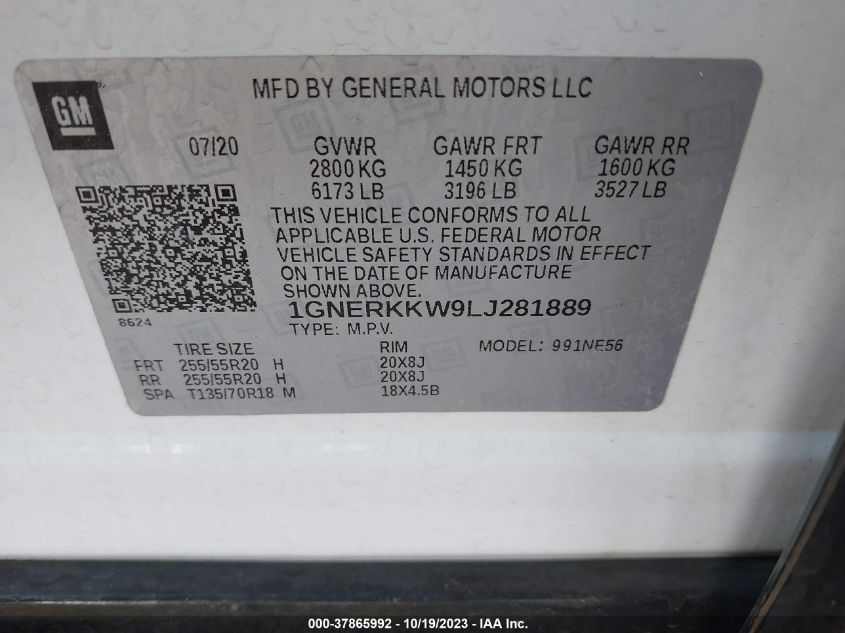 GM
MFD BY GENERAL MOTORS LLC
07/20 GVWR GAWR FRT GAWR RR
2800 KG 1450 KG 1600 KG
6173 LB 3196 LB 3527 LB
THIS VEHICLE CONFORMS TO ALL
APPLICABLE U.S. FEDERAL MOTOR
VEHICLE SAFETY STANDARDS IN EFFECT
ON THE DATE OF MANUFACTURE
SHOWN ABOVE.
8624
1GNERKKW9LJ281889
TYPE: M.P.V.
TIRE SIZE RIM MODEL: 991NE56
FRT 255/55R20 H 20X8J
RR 255/55R20 H 20X8J
SPA T135/70R18 M 18X4.5B
000-37865992 - 10/19/2023 - IAA Inc.